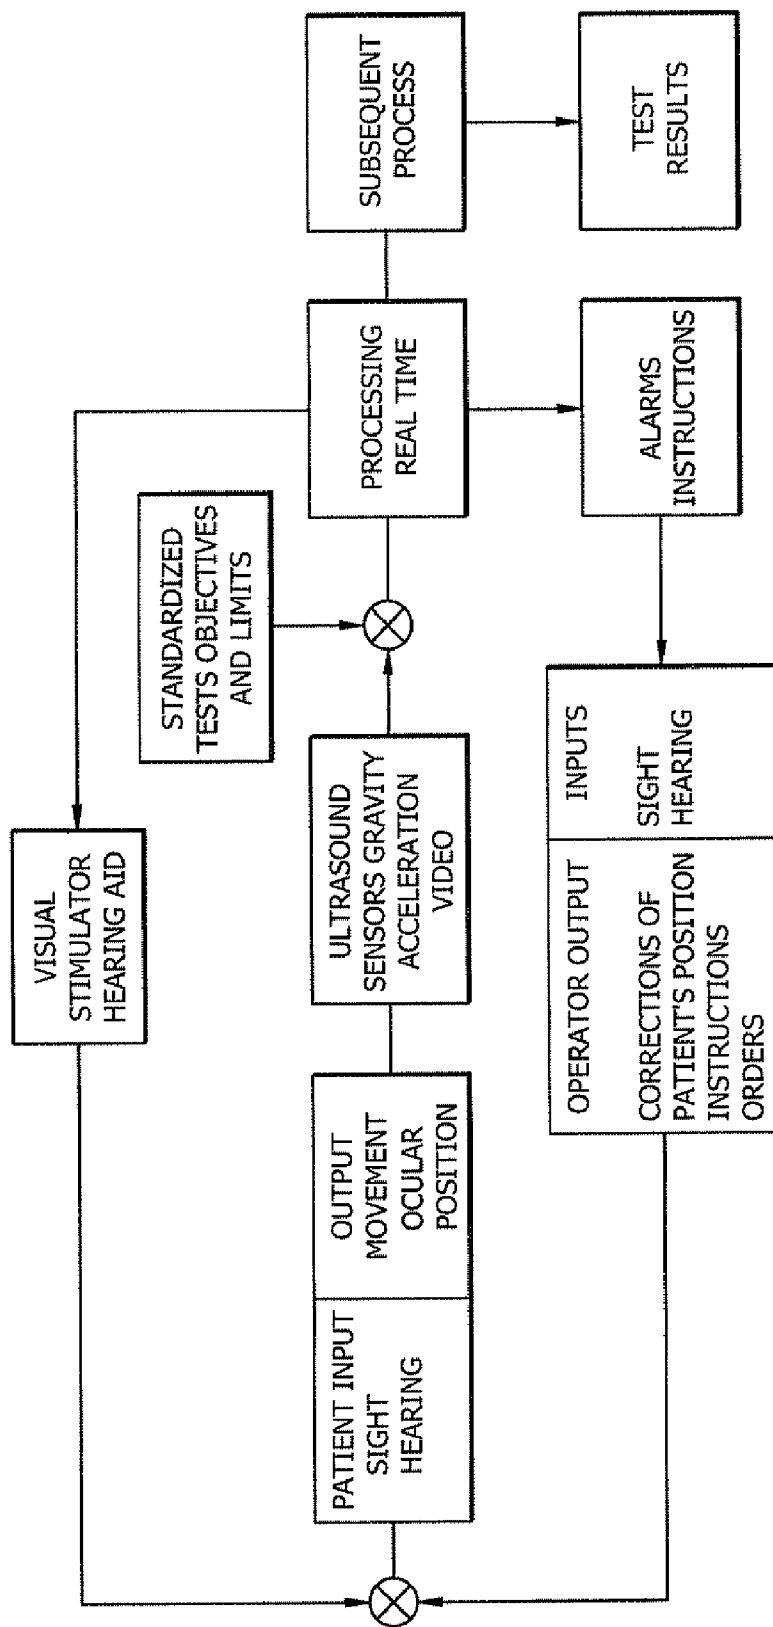 VISUAL
STIMULATOR
HEARING AID
STANDARDIZED
TESTS OBJECTIVES
AND LIMITS
PATIENT INPUT
SIGHT
HEARING
OUTPUT
MOVEMENT
OCULAR
POSITION
ULTRASOUND
SENSORS GRAVITY
ACCELERATION
VIDEO
PROCESSING
REAL TIME
SUBSEQUENT
PROCESS
OPERATOR OUTPUT
CORRECTIONS OF
PATIENT'S POSITION
INSTRUCTIONS
ORDERS
INPUTS
SIGHT
HEARING
ALARMS
INSTRUCTIONS
TEST
RESULTS